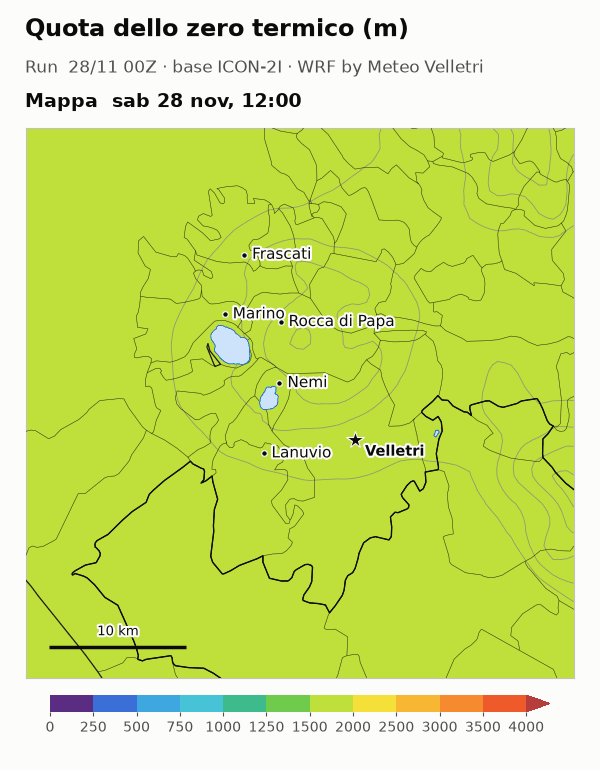 Quota dello zero termico (m)
Run  28/11 00Z · base ICON-2I · WRF by Meteo Velletri
Mappa  sab 28 nov, 12:00
Frascati
Marino
Rocca di Papa
Nemi
Velletri
Lanuvio
10 km
0 250 500 750 1000 1250 1500 2000 2500 3000 3500 4000